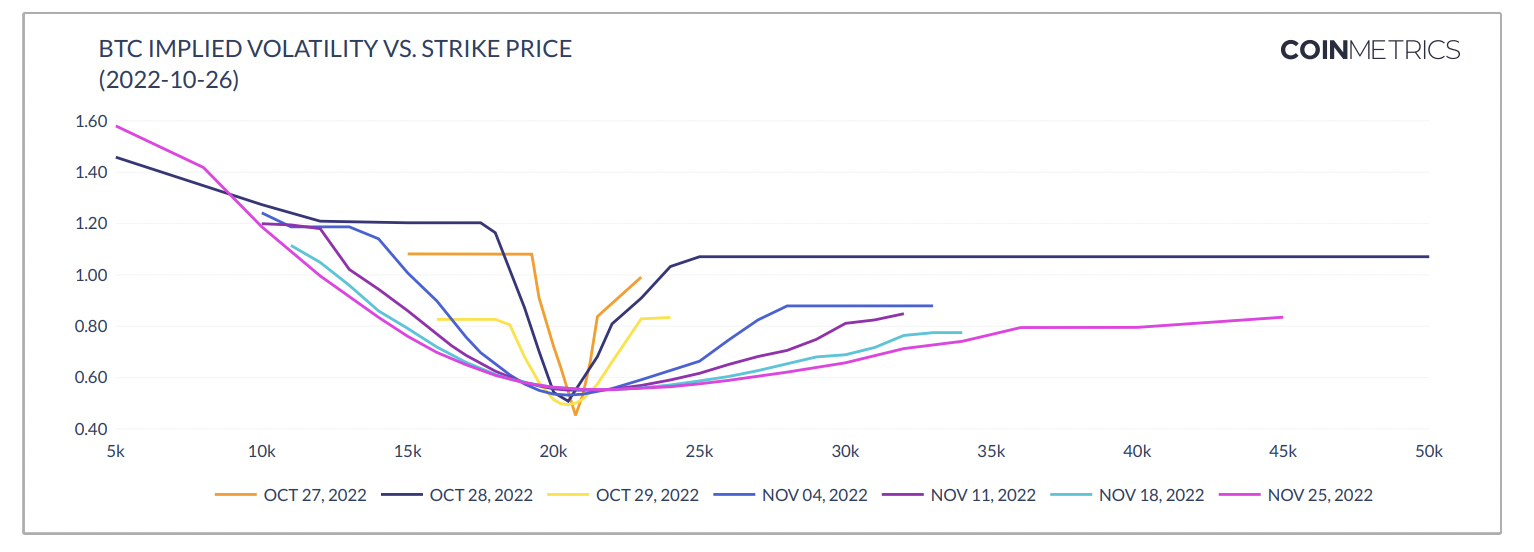 BTC IMPLIED VOLATILITY VS. STRIKE PRICE
(2022-10-26)
COINMETRICS
1.60
1.40
1.20
1.00
0.80
0.60
0.40
5k 10k 15k 20k 25k 30k 35k 40k 45k 50k
OCT 27, 2022 OCT 28, 2022 OCT 29, 2022 NOV 04, 2022 NOV 11, 2022 NOV 18, 2022 NOV 25, 2022